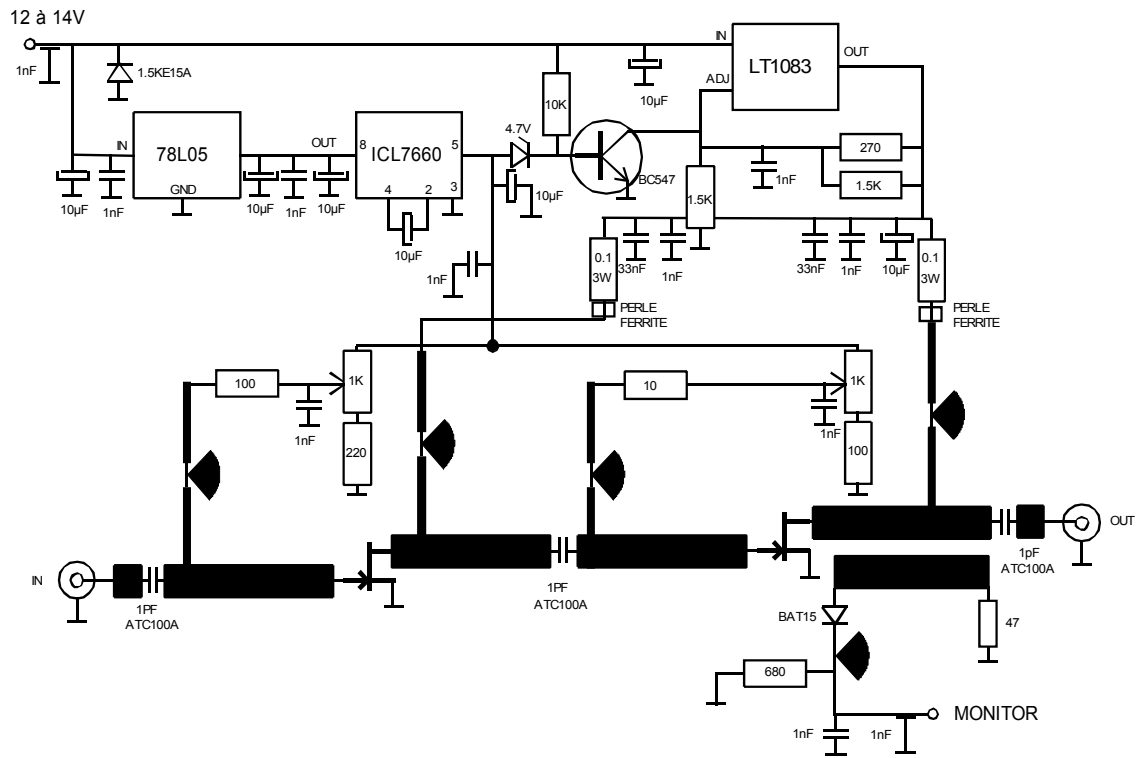 12 à 14V
1nF
1.5KE15A
IN
78L05
GND
OUT
10µF
1nF
10µF
1nF
10µF
8
ICL7660
5
4
2
3
10µF
4.7V
10µF
10K
BC547
10µF
IN
LT1083
OUT
ADJ
270
1nF
1.5K
1.5K
1nF
0.1
3W
33nF
1nF
33nF
1nF
10µF
0.1
3W
PERLE
FERRITE
PERLE
FERRITE
100
1nF
1K
220
10
1nF
1K
100
IN
1PF
ATC100A
1PF
ATC100A
1pF
ATC100A
OUT
BAT15
47
680
1nF
1nF
MONITOR